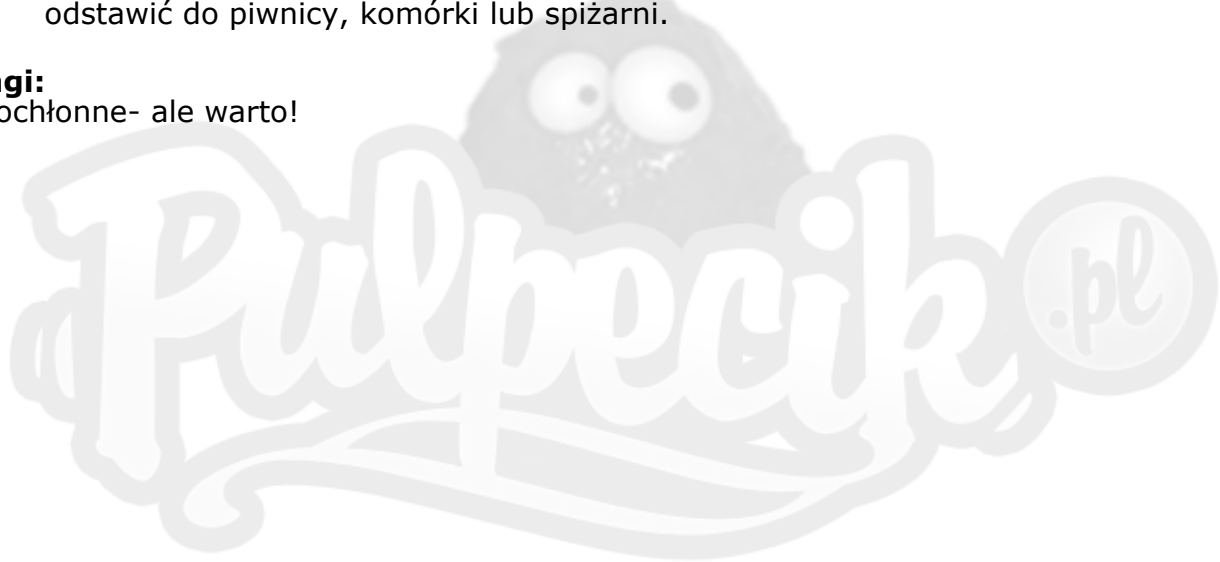 odstawić do piwnicy, komórki lub spiżarni.
gi:
ochłonne- ale warto!
Pulpecik .pl